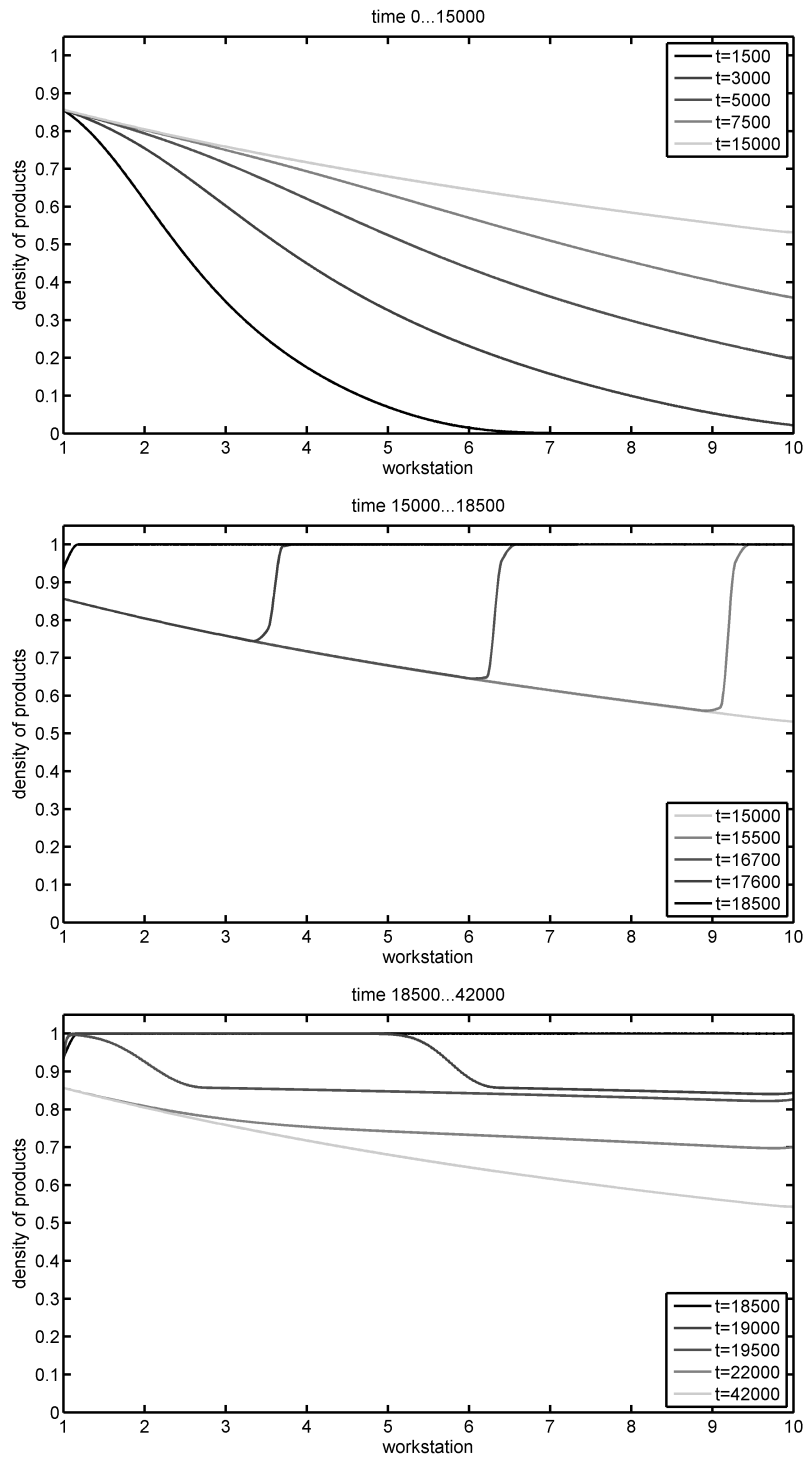 time 0...15000
1
0.9
0.8
0.7
0.6
0.5
0.4
0.3
0.2
0.1
0
density of products
t=1500
t=3000
t=5000
t=7500
t=15000
1 2 3 4 5 6 7 8 9 10
workstation
time 15000...18500
1
0.9
0.8
0.7
0.6
0.5
0.4
0.3
0.2
0.1
0
density of products
t=15000
t=15500
t=16700
t=17600
t=18500
1 2 3 4 5 6 7 8 9 10
workstation
time 18500...42000
1
0.9
0.8
0.7
0.6
0.5
0.4
0.3
0.2
0.1
0
density of products
t=18500
t=19000
t=19500
t=22000
t=42000
1 2 3 4 5 6 7 8 9 10
workstation